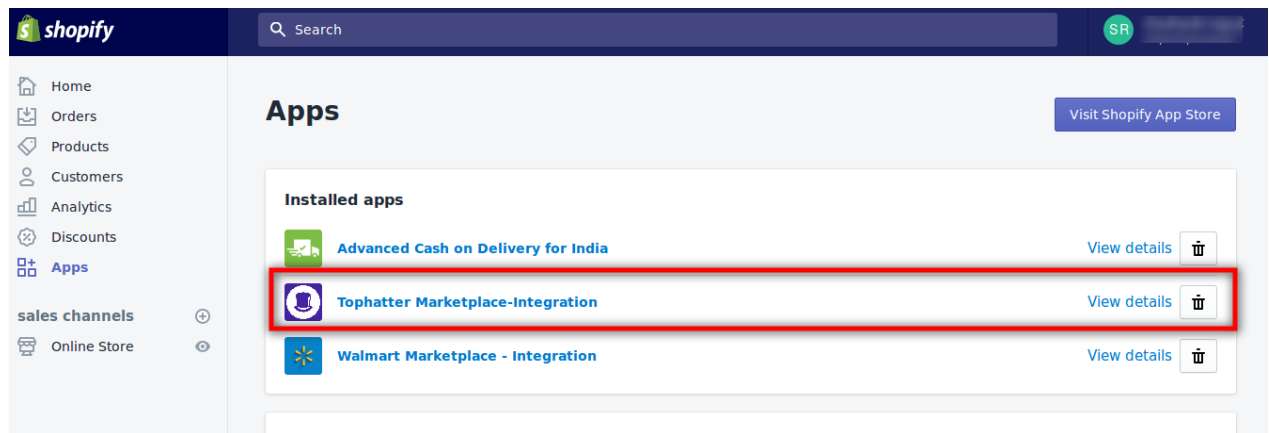 shopify
Search
SR
Home
Orders
Products
Customers
Analytics
Discounts
Apps
sales channels
Online Store
Apps
Visit Shopify App Store
Installed apps
Advanced Cash on Delivery for India View details
Tophatter Marketplace-Integration View details
Walmart Marketplace - Integration View details